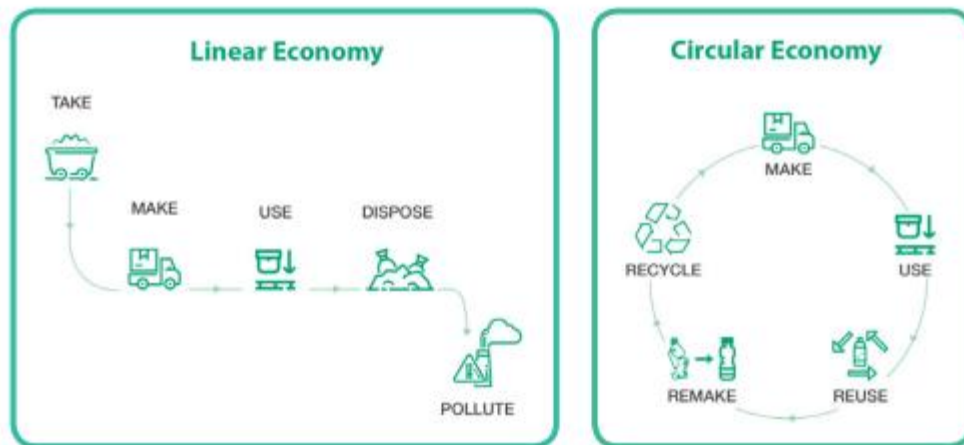 Linear Economy
TAKE
MAKE
USE
DISPOSE
POLLUTE
Circular Economy
MAKE
USE
REUSE
REMAKE
RECYCLE